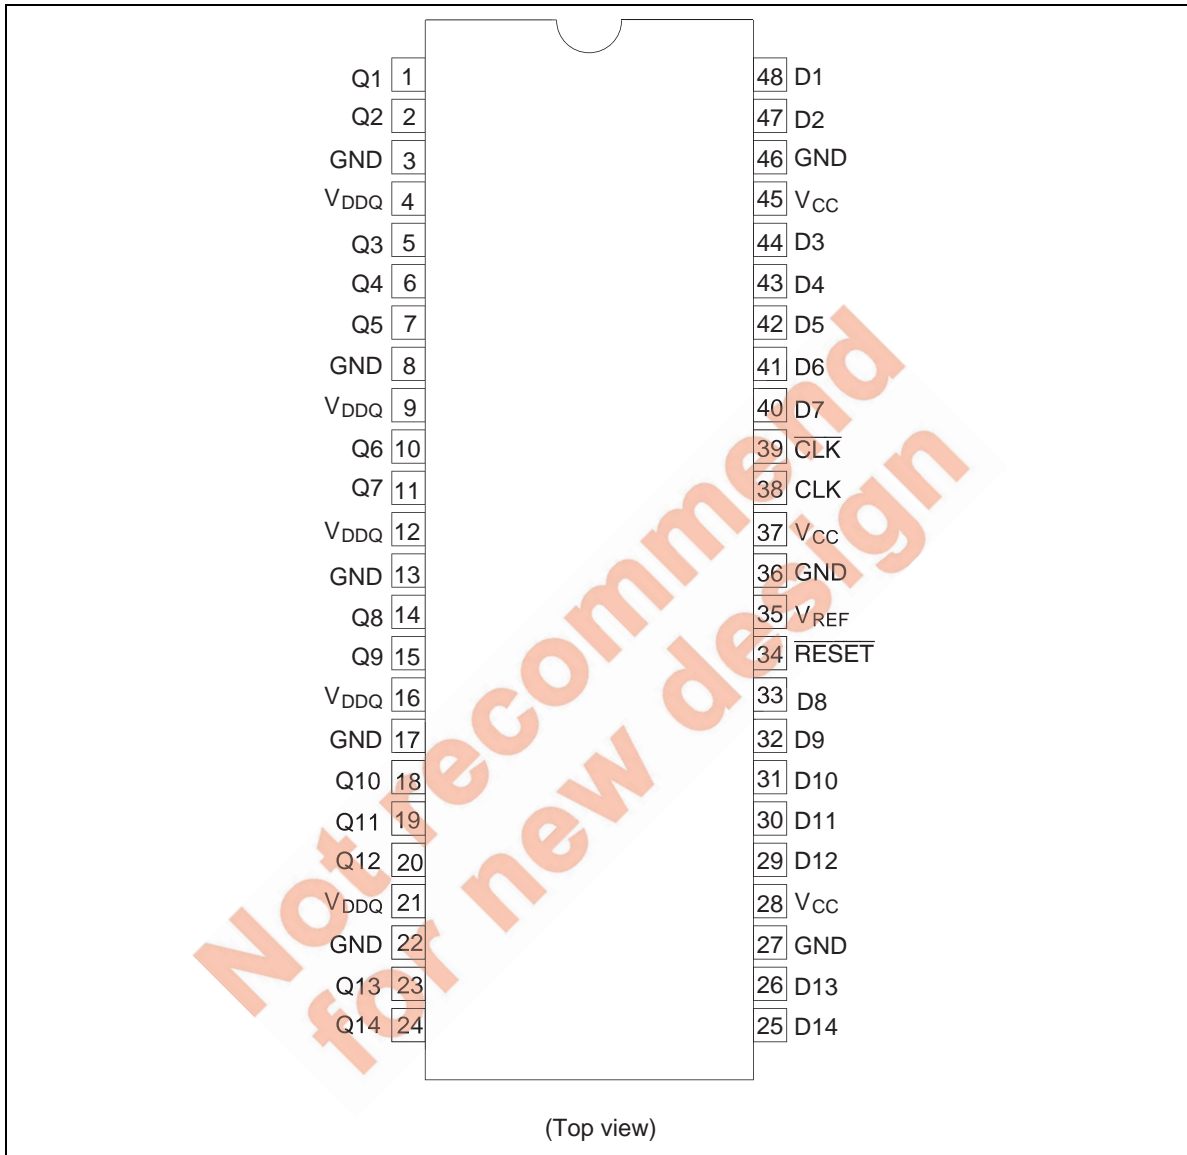 Q1 1 48 D1
Q2 2 47 D2
GND 3 46 GND
VDDQ 4 45 VCC
Q3 5 44 D3
Q4 6 43 D4
Q5 7 42 D5
GND 8 41 D6
VDDQ 9 40 D7
Q6 10 39 C̅L̅K̅
Q7 11 38 CLK
VDDQ 12 37 VCC
GND 13 36 GND
Q8 14 35 VREF
Q9 15 34 R̅E̅S̅E̅T̅
VDDQ 16 33 D8
GND 17 32 D9
Q10 18 31 D10
Q11 19 30 D11
Q12 20 29 D12
VDDQ 21 28 VCC
GND 22 27 GND
Q13 23 26 D13
Q14 24 25 D14
(Top view)
Not recommend
for new design